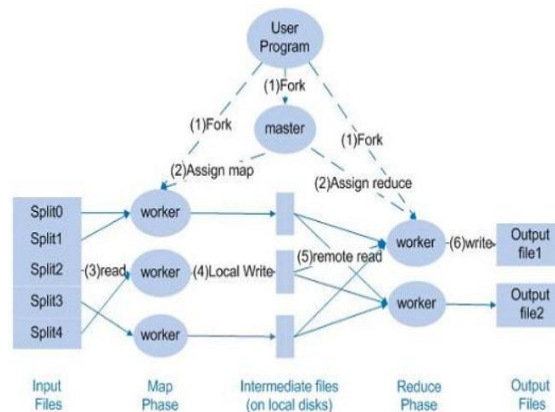 User
Program
(1)Fork
(1)Fork
(1)Fork
master
(2)Assign map
(2)Assign reduce
Split0
Split1
Split2
Split3
Split4
worker
(3)read
worker
(4)Local Write
worker
(5)remote read
worker
(6)write
worker
Output
file1
Output
file2
Input
Files
Map
Phase
Intermediate files
(on local disks)
Reduce
Phase
Output
Files